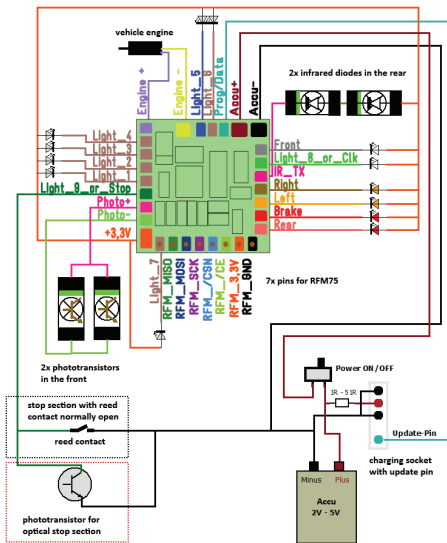 vehicle engine
Engine +
Engine -
Light_5
Light_6
Prog/Data
Accu+
Accu-
2x infrared diodes in the rear
Light_4
Light_3
Light_2
Light_1
Light_9_or_Stop
Photo+
Photo-
+3,3V
Front
Light_8_or_Clk
IR_TX
Right
Left
Brake
Rear
Light_7
RFM_MISO
RFM_MOSI
RFM_SCK
RFM_/CSN
RFM_/CE
RFM_3.3V
RFM_GND
7x pins for RFM75
2x phototransistors
in the front
Power ON/OFF
1R - 51R
stop section with reed
contact normally open
reed contact
Update-Pin
charging socket
with update pin
Minus
Plus
Accu
2V - 5V
phototransistor for
optical stop section